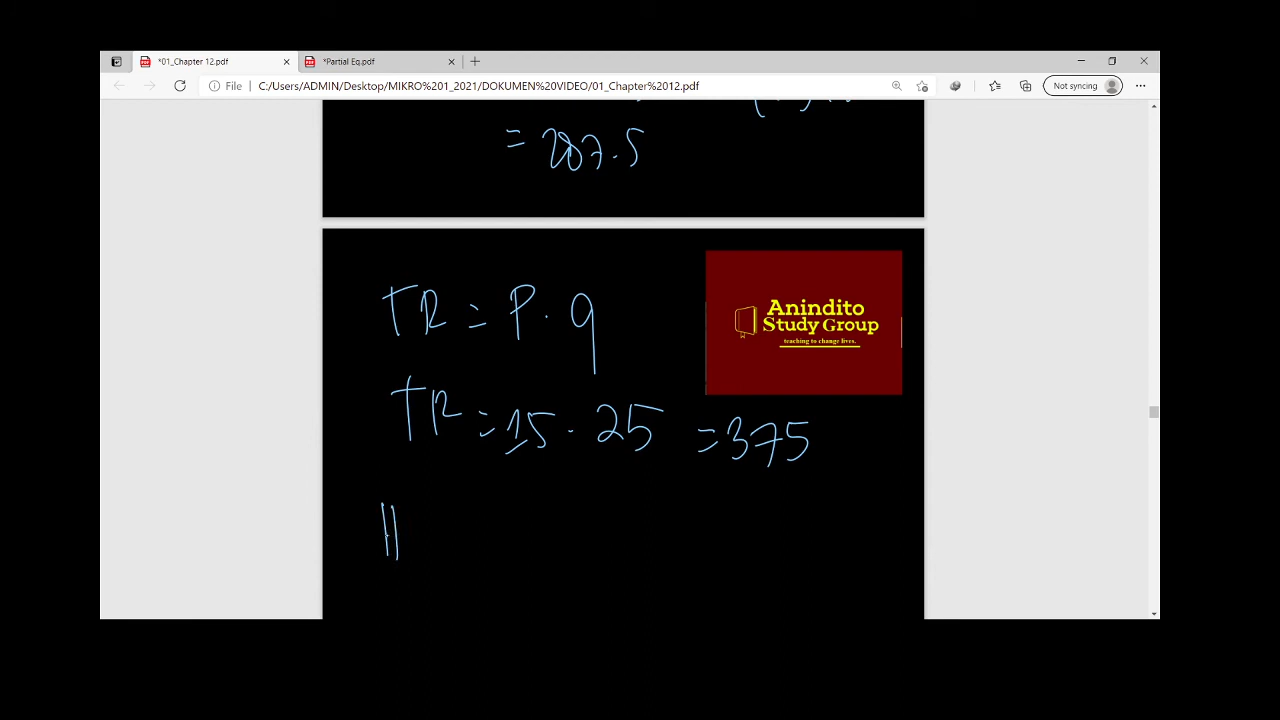 *01_Chapter 12.pdf
*Partial Eq.pdf
File
C:/Users/ADMIN/Desktop/MIKRO%201_2021/DOKUMEN%20VIDEO/01_Chapter%2012.pdf
Not syncing
= 287.5
TR = P · q
Anindito
Study Group
teaching to change lives.
TR = 15 · 25 = 375